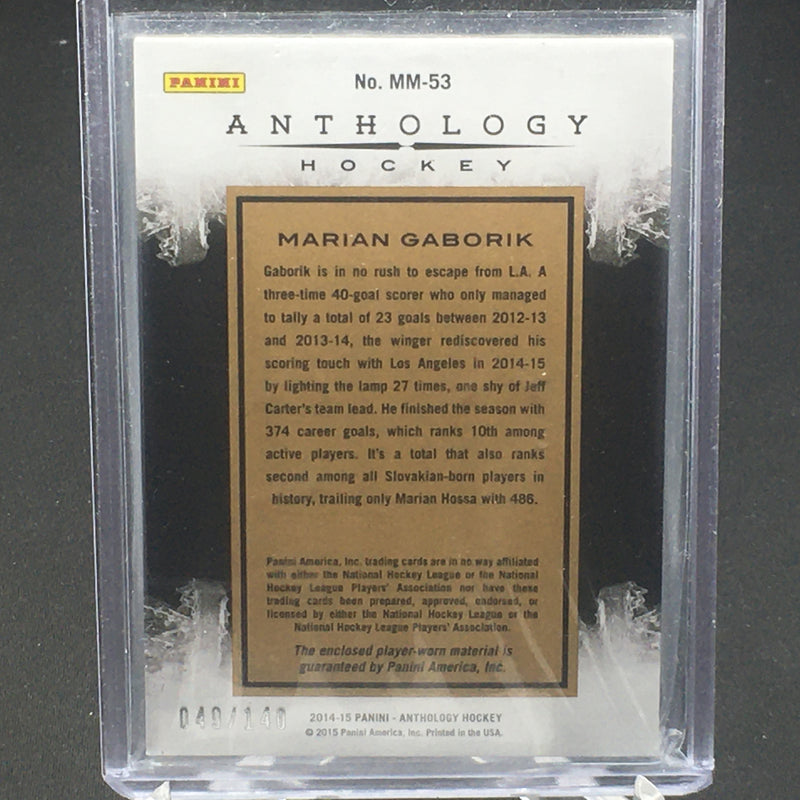 PANINI
No. MM-53
ANTHOLOGY
HOCKEY
MARIAN GABORIK
Gaborik is in no rush to escape from L.A. A
three-time 40-goal scorer who only managed
to tally a total of 23 goals between 2012-13
and 2013-14, the winger rediscovered his
scoring touch with Los Angeles in 2014-15
by lighting the lamp 27 times, one shy of Jeff
Carter's team lead. He finished the season with
374 career goals, which ranks 10th among
active players. It's a total that also ranks
second among all Slovakian-born players in
history, trailing only Marian Hossa with 486.
Panini America, Inc. trading cards are in no way affiliated
with either the National Hockey League or the National
Hockey League Players' Association nor have these
trading cards been prepared, approved, endorsed, or
licensed by either the National Hockey League or the
National Hockey League Players' Association.
The enclosed player-worn material is
guaranteed by Panini America, Inc.
049/140
2014-15 PANINI - ANTHOLOGY HOCKEY
© 2015 Panini America, Inc. Printed in the USA.